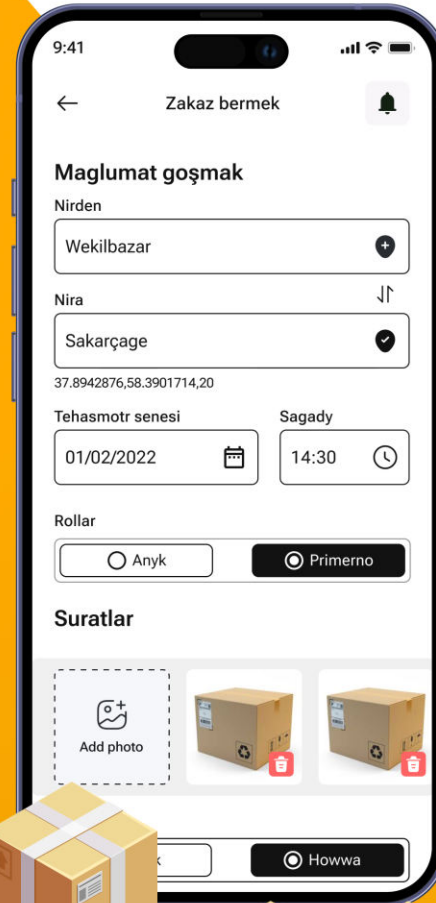 9:41
Zakaz bermek
Maglumat goşmak
Nirden
Wekilbazar
Nira
Sakarçage
37.8942876,58.3901714,20
Tehasmotr senesi Sagady
01/02/2022 14:30
Rollar
Anyk Primerno
Suratlar
Add photo
Howwa